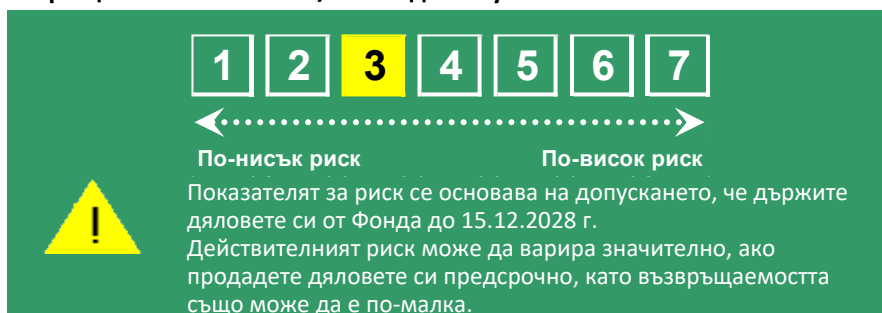 1 2 3 4 5 6 7
По-нисък риск По-висок риск
!
Показателят за риск се основава на допускането, че държите
дяловете си от Фонда до 15.12.2028 г.
Действителният риск може да варира значително, ако
продадете дяловете си предсрочно, като възвръщаемостта
също може да е по-малка.